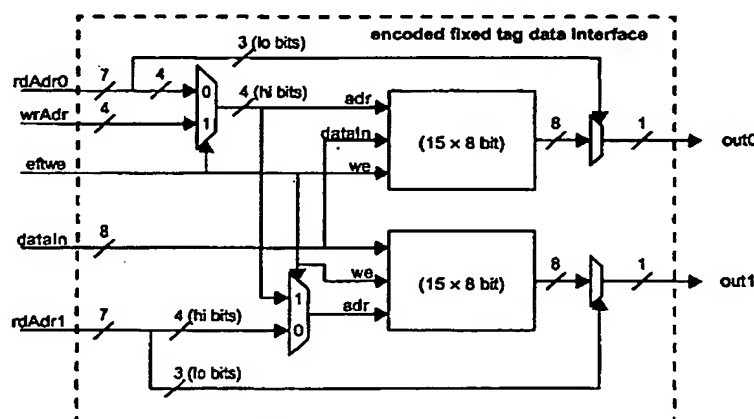 3 (lo bits) encoded fixed tag data interface
rdAdr0 7 4 0 4 (hi bits) adr
wrAdr 4 1
dataIn (15 × 8 bit) 8 1 out0
eftwe we
dataIn 8
we (15 × 8 bit) 8 1 out1
1 adr
rdAdr1 7 4 (hi bits) 0
3 (lo bits)